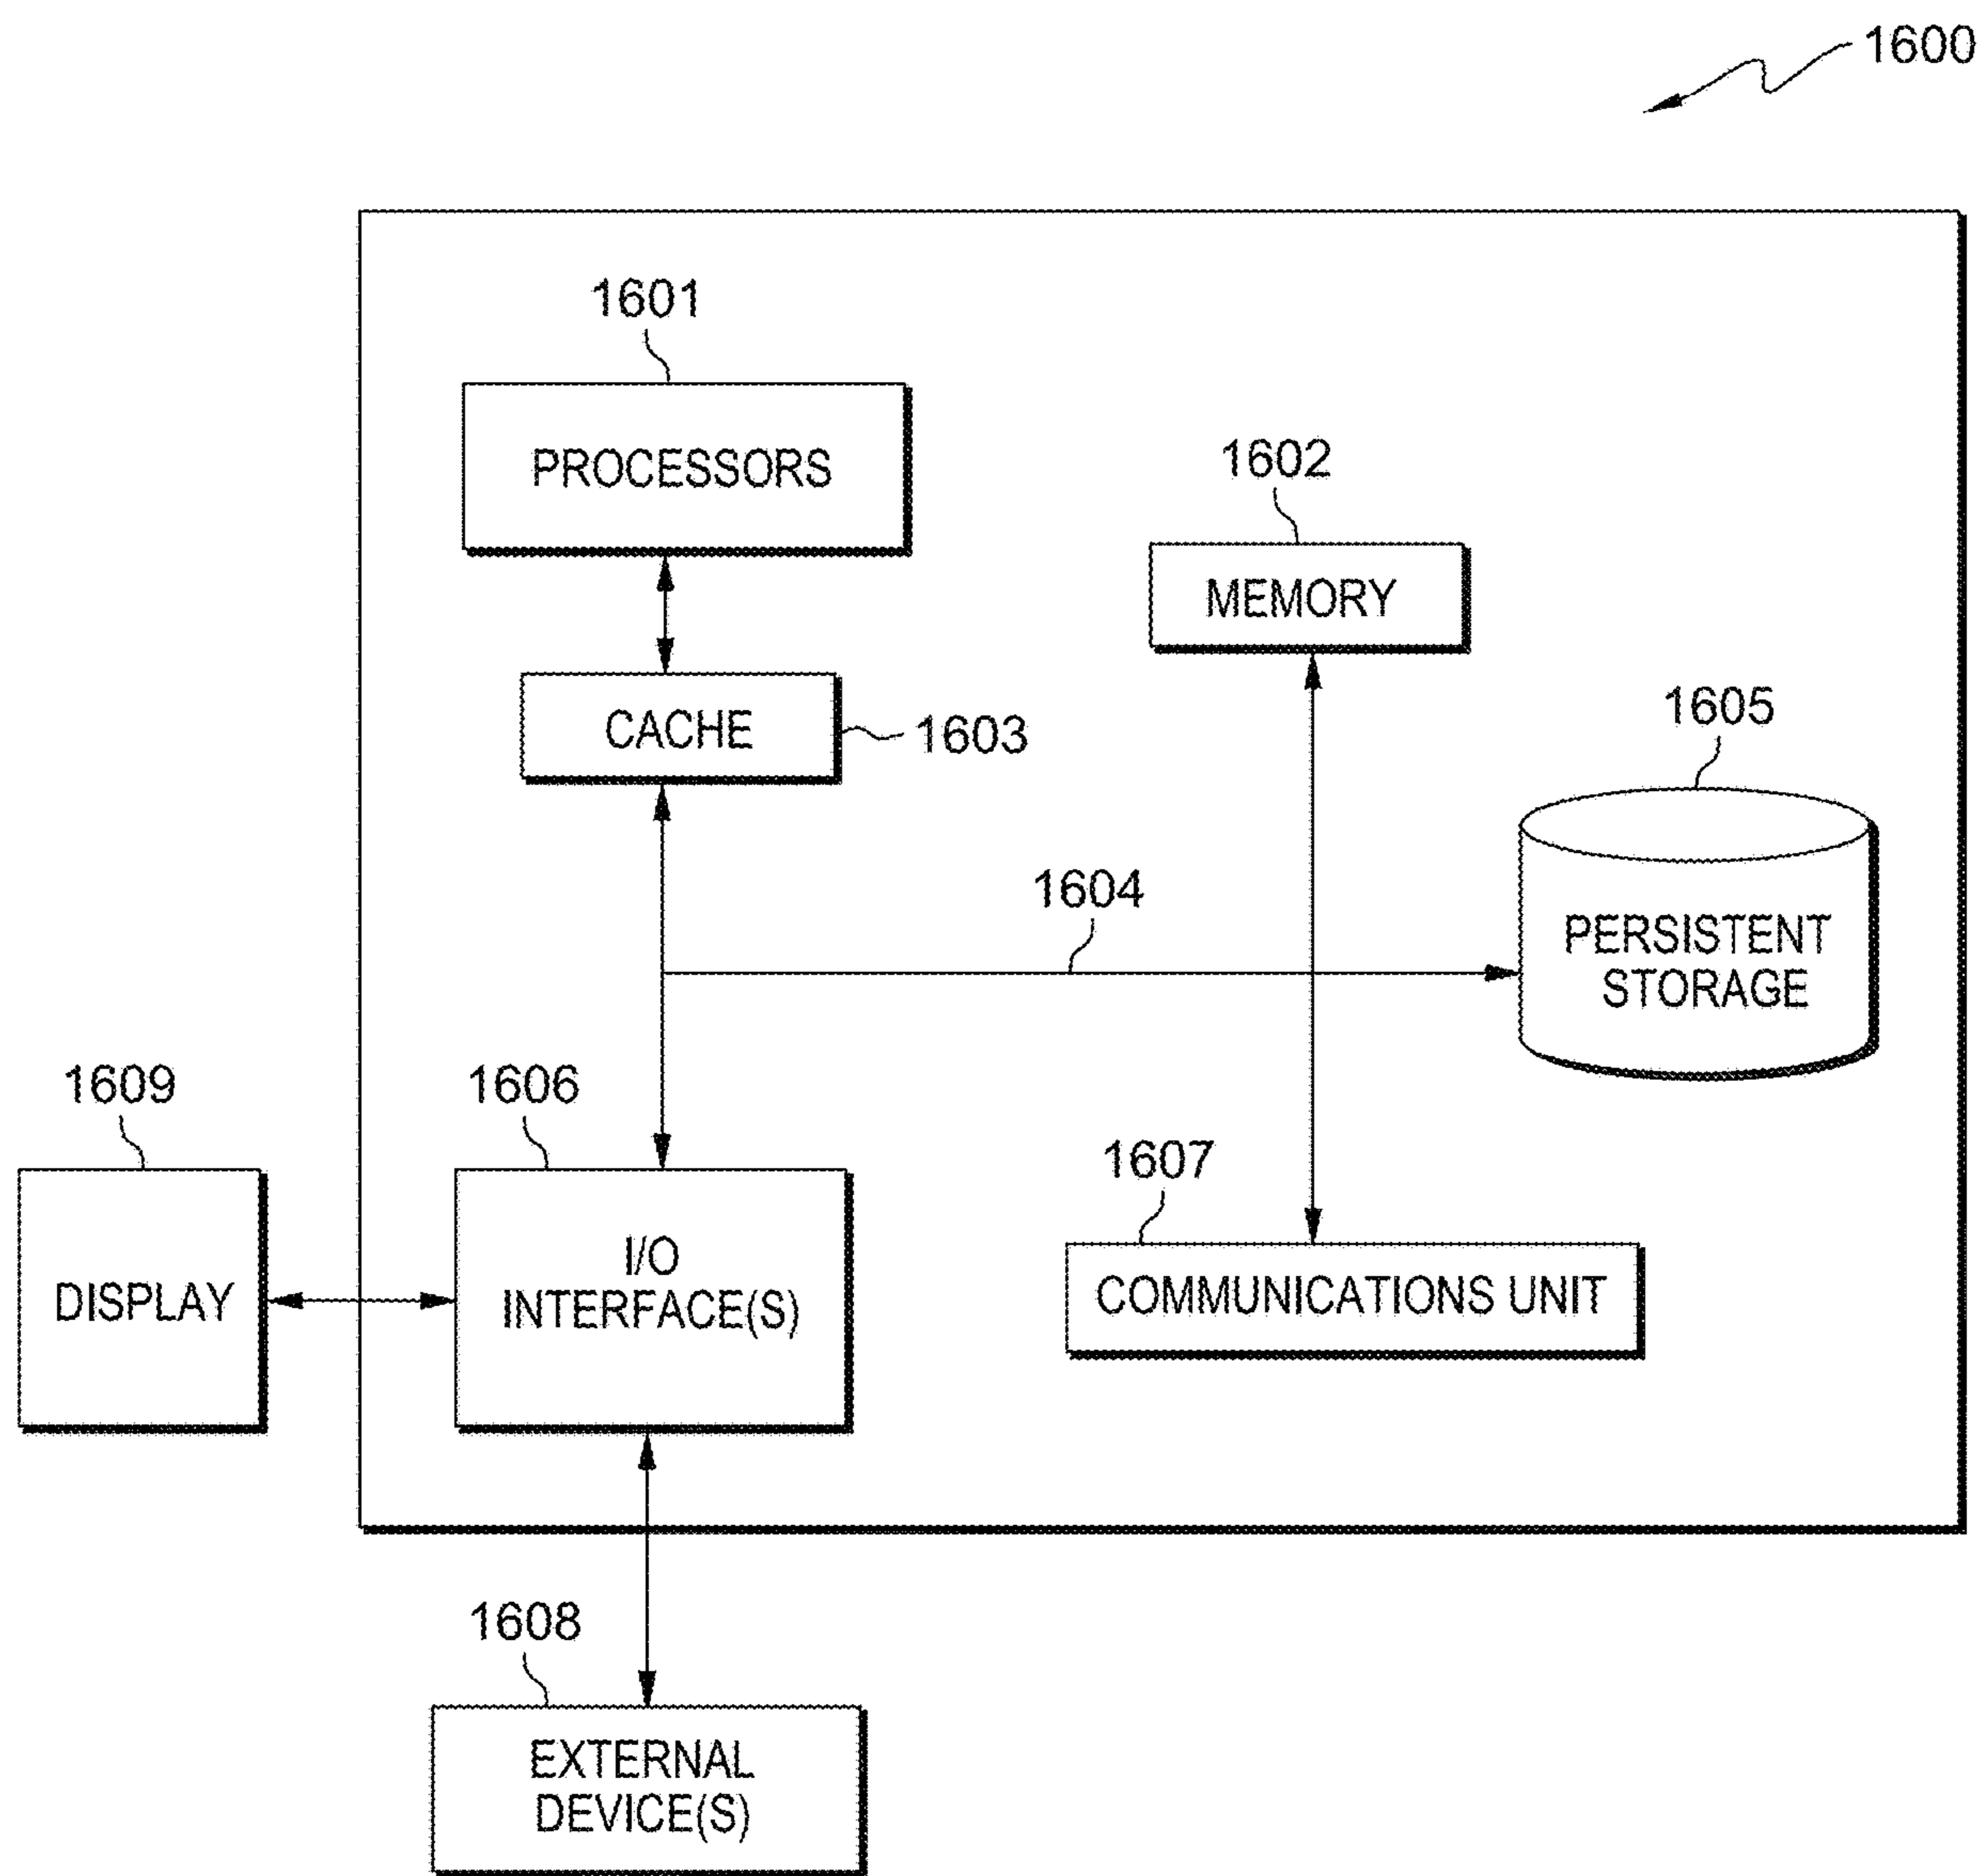 1600
1601
PROCESSORS
1602
MEMORY
CACHE
1603
1605
PERSISTENT
STORAGE
1604
1609
DISPLAY
1606
I/O
INTERFACE(S)
1607
COMMUNICATIONS UNIT
1608
EXTERNAL
DEVICE(S)